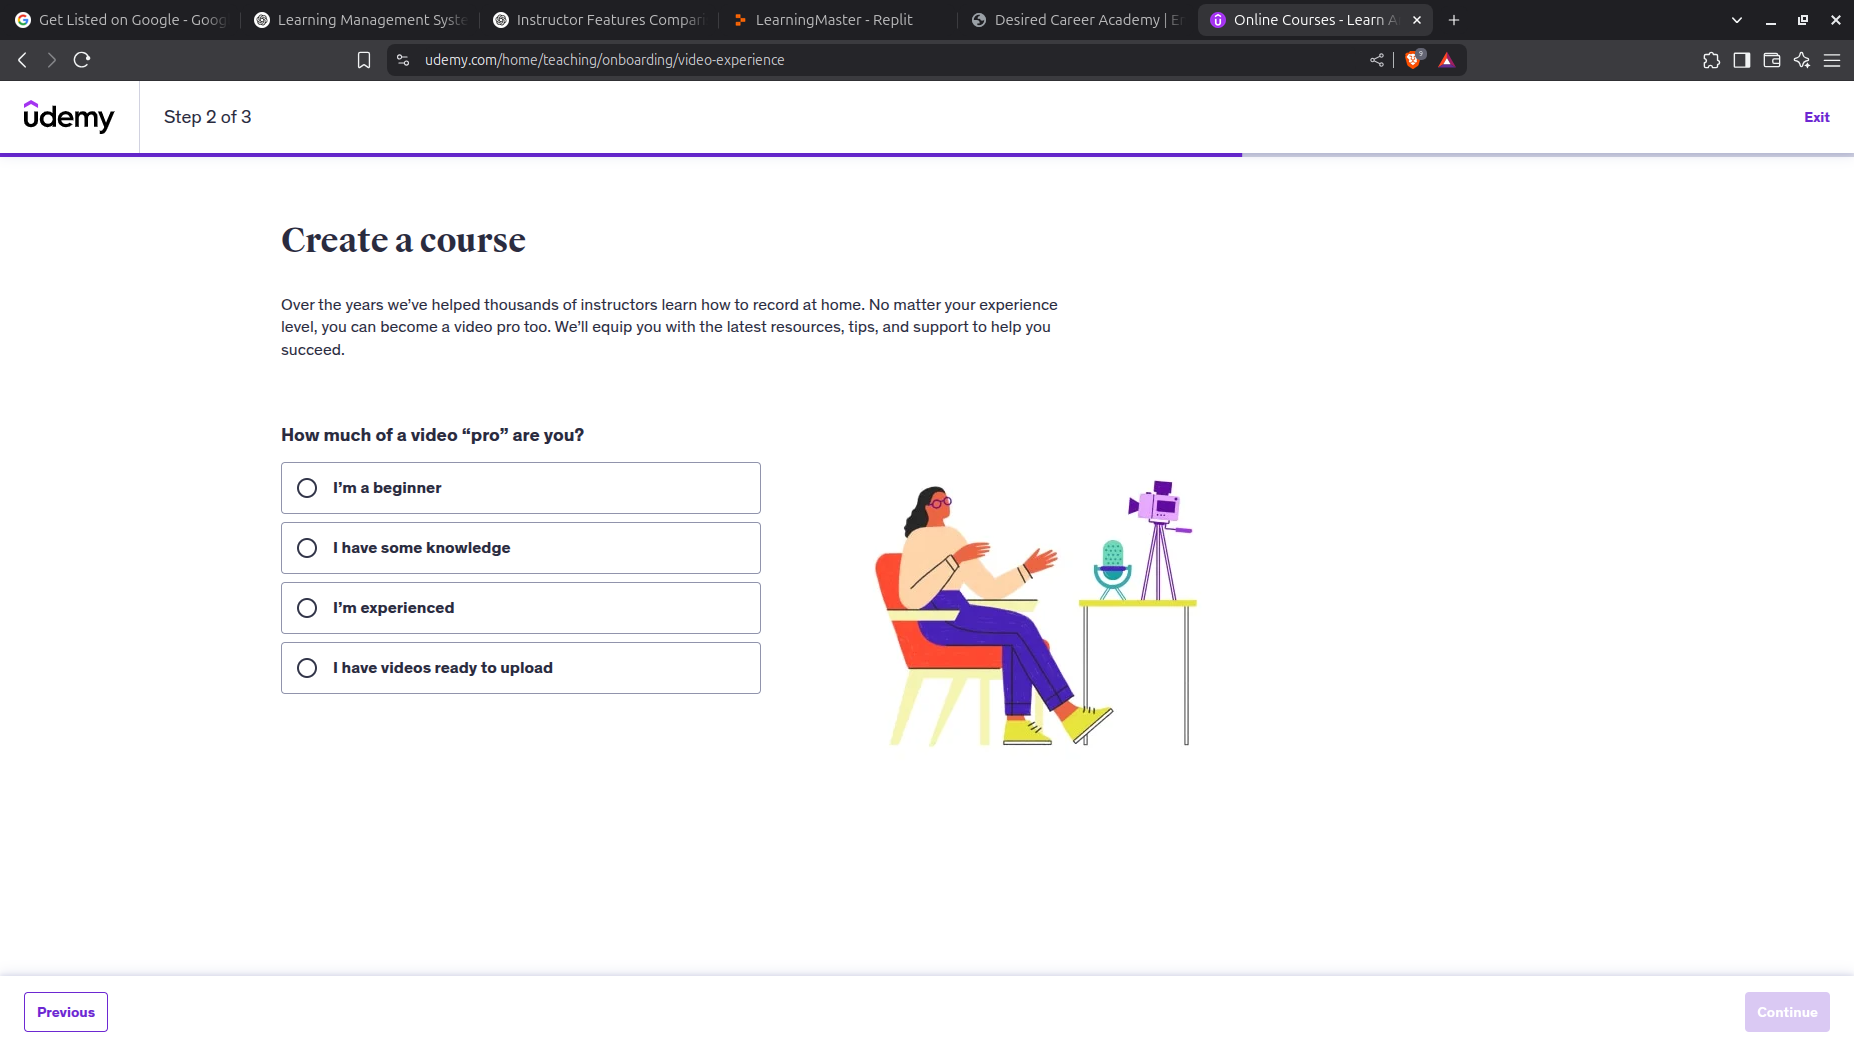 Get Listed on Google - Goog
Learning Management Syste
Instructor Features Compari
LearningMaster - Replit
Desired Career Academy | E
Online Courses - Learn A
udemy.com/home/teaching/onboarding/video-experience
9
udemy
Step 2 of 3
Exit
Create a course
Over the years we’ve helped thousands of instructors learn how to record at home. No matter your experience
level, you can become a video pro too. We’ll equip you with the latest resources, tips, and support to help you
succeed.
How much of a video “pro” are you?
I’m a beginner
I have some knowledge
I’m experienced
I have videos ready to upload
Previous
Continue